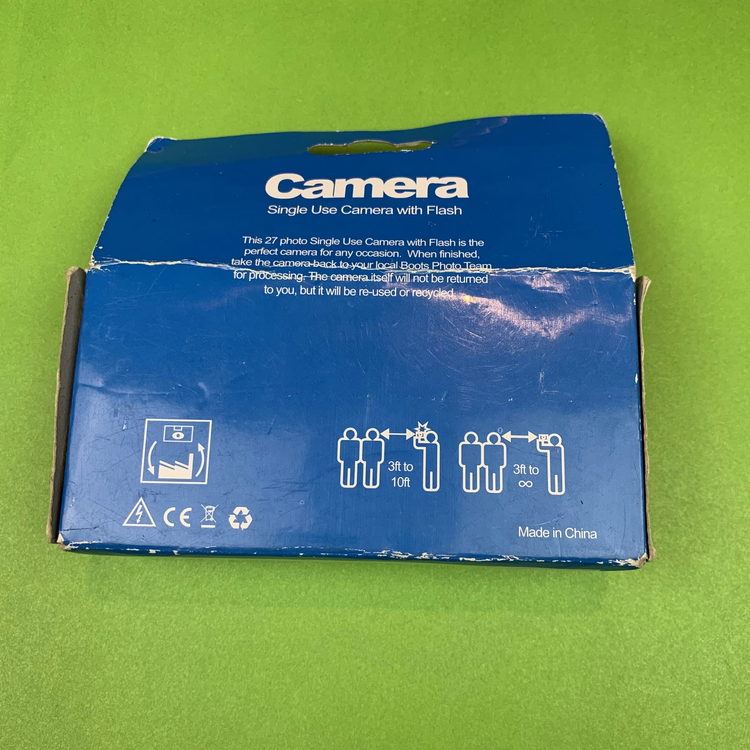 Camera
Single Use Camera with Flash
This 27 photo Single Use Camera with Flash is the
perfect camera for any occasion. When finished,
take the camera back to your local Boots Photo Team
for processing. The camera itself will not be returned
to you, but it will be re-used or recycled.
3ft to
10ft
3ft to
∞
CE
Made in China